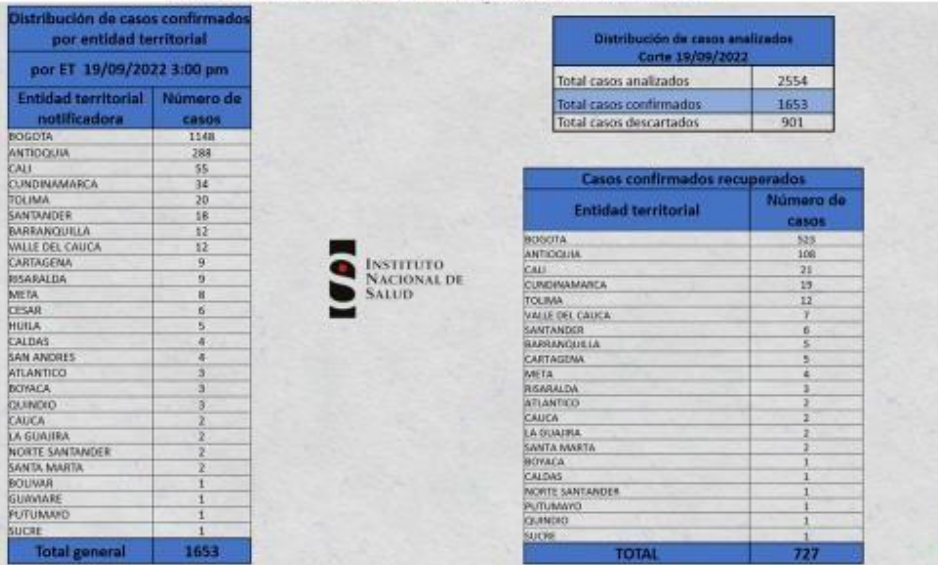 Distribución de casos confirmados
por entidad territorial
por ET 19/09/2022 3:00 pm
Entidad territorial notificadora Número de casos
BOGOTA 1148
ANTIOQUIA 288
CALI 55
CUNDINAMARCA 34
TOLIMA 20
SANTANDER 18
BARRANQUILLA 12
VALLE DEL CAUCA 12
CARTAGENA 9
RISARALDA 9
META 8
CESAR 6
HUILA 5
CALDAS 4
SAN ANDRES 4
ATLANTICO 3
BOYACA 3
QUINDIO 3
CAUCA 2
LA GUAJIRA 2
NORTE SANTANDER 2
SANTA MARTA 2
BOLIVAR 1
GUAVIARE 1
PUTUMAYO 1
SUCRE 1
Total general 1653
INSTITUTO
NACIONAL DE
SALUD
Distribución de casos analizados
Corte 19/09/2022
Total casos analizados 2554
Total casos confirmados 1653
Total casos descartados 901
Casos confirmados recuperados
Entidad territorial Número de casos
BOGOTA 523
ANTIOQUIA 108
CALI 21
CUNDINAMARCA 19
TOLIMA 12
VALLE DEL CAUCA 7
SANTANDER 6
BARRANQUILLA 5
CARTAGENA 5
META 4
RISARALDA 3
ATLANTICO 2
CAUCA 2
LA GUAJIRA 2
SANTA MARTA 2
BOYACA 1
CALDAS 1
NORTE SANTANDER 1
PUTUMAYO 1
QUINDIO 1
SUCRE 1
TOTAL 727